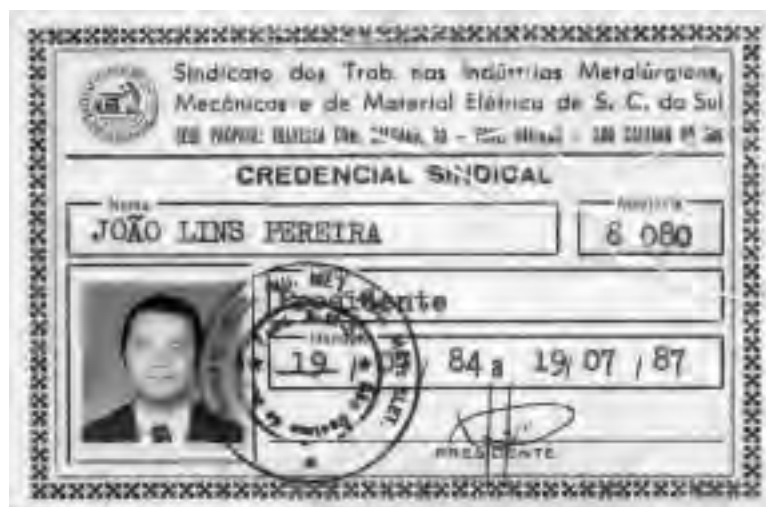 Sindicato dos Trab. nas Indústrias Metalúrgicas,
Mecânicas e de Material Elétrico de S. C. do Sul
CREDENCIAL SINDICAL
Nome
JOÃO LINS PEREIRA
6 080
Presidente
19 / 84 a 19/ 07 / 87
PRESIDENTE